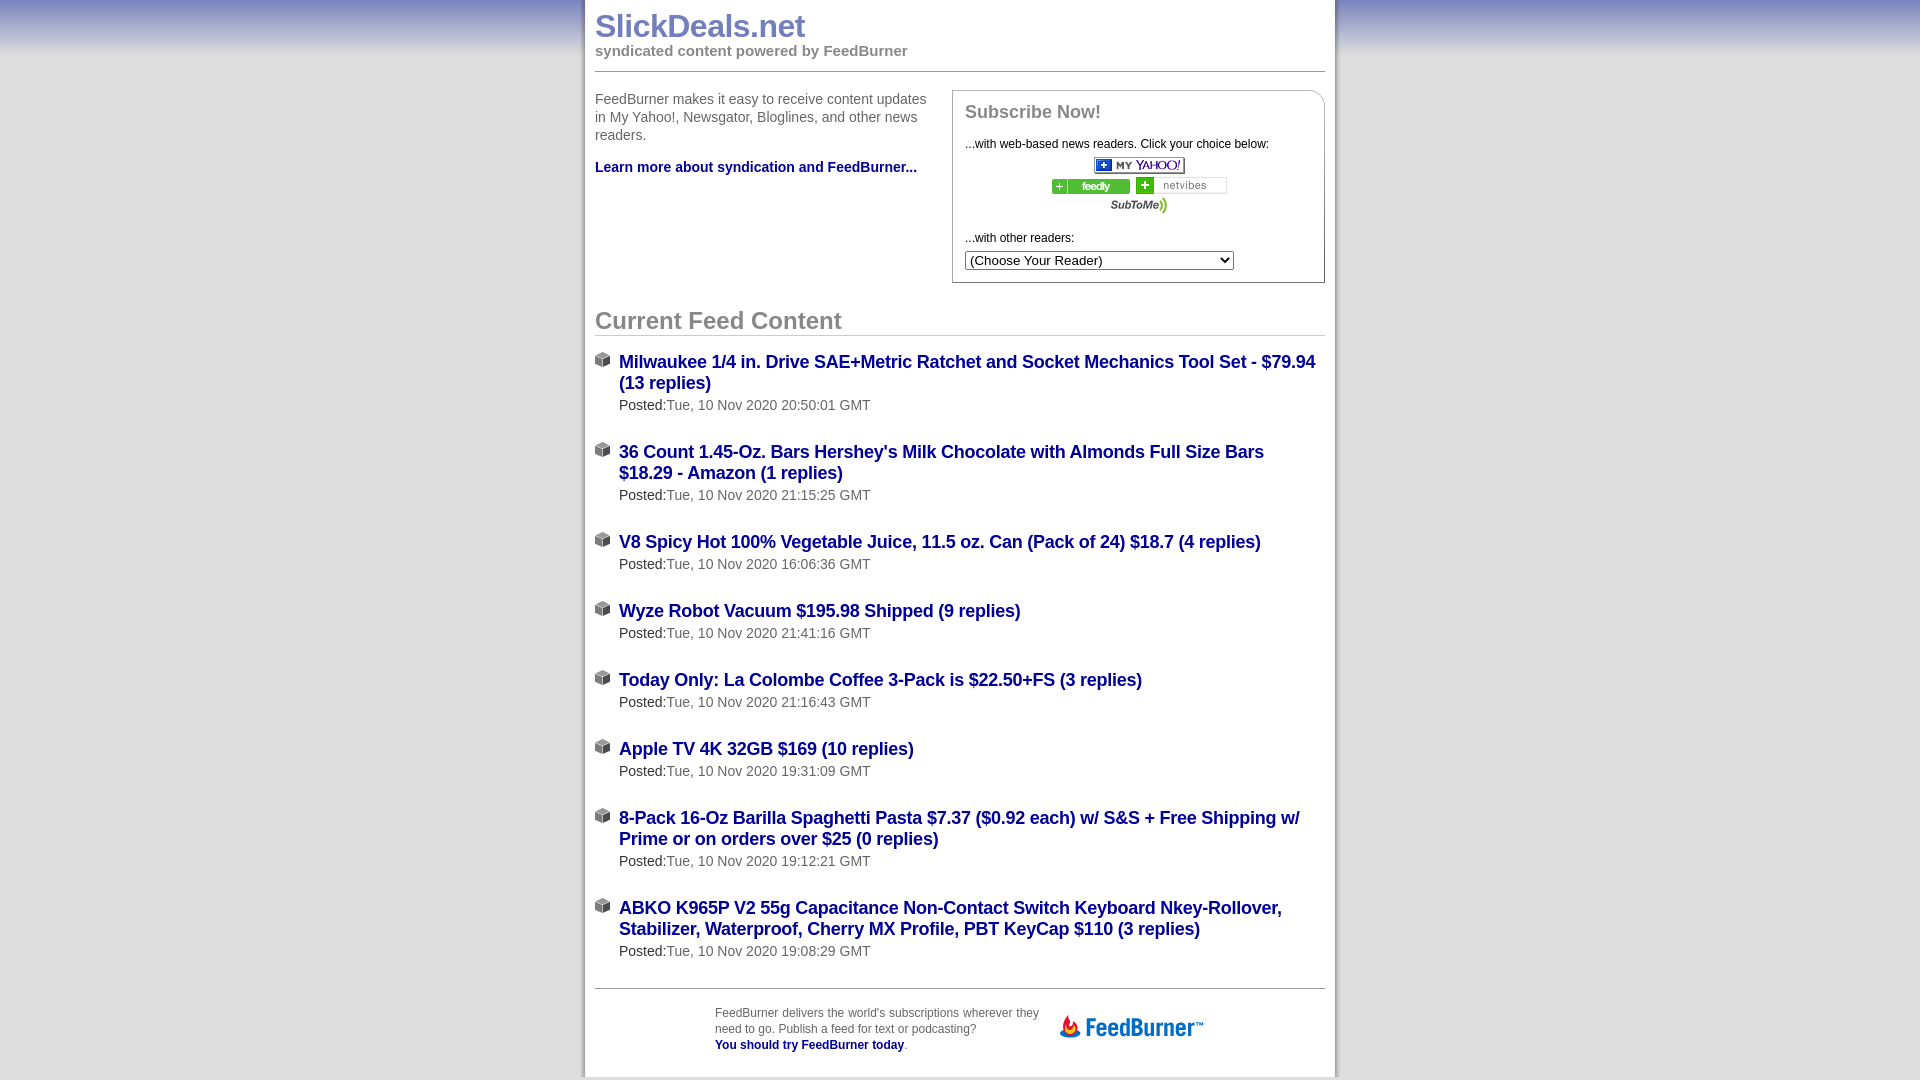 SlickDeals.net
syndicated content powered by FeedBurner
FeedBurner makes it easy to receive content updates
in My Yahoo!, Newsgator, Bloglines, and other news
readers.
Learn more about syndication and FeedBurner...
Subscribe Now!
...with web-based news readers. Click your choice below:
MY YAHOO!
feedly
netvibes
SubToMe
...with other readers:
(Choose Your Reader)
Current Feed Content
Milwaukee 1/4 in. Drive SAE+Metric Ratchet and Socket Mechanics Tool Set - $79.94
(13 replies)
Posted:Tue, 10 Nov 2020 20:50:01 GMT
36 Count 1.45-Oz. Bars Hershey's Milk Chocolate with Almonds Full Size Bars
$18.29 - Amazon (1 replies)
Posted:Tue, 10 Nov 2020 21:15:25 GMT
V8 Spicy Hot 100% Vegetable Juice, 11.5 oz. Can (Pack of 24) $18.7 (4 replies)
Posted:Tue, 10 Nov 2020 16:06:36 GMT
Wyze Robot Vacuum $195.98 Shipped (9 replies)
Posted:Tue, 10 Nov 2020 21:41:16 GMT
Today Only: La Colombe Coffee 3-Pack is $22.50+FS (3 replies)
Posted:Tue, 10 Nov 2020 21:16:43 GMT
Apple TV 4K 32GB $169 (10 replies)
Posted:Tue, 10 Nov 2020 19:31:09 GMT
8-Pack 16-Oz Barilla Spaghetti Pasta $7.37 ($0.92 each) w/ S&S + Free Shipping w/
Prime or on orders over $25 (0 replies)
Posted:Tue, 10 Nov 2020 19:12:21 GMT
ABKO K965P V2 55g Capacitance Non-Contact Switch Keyboard Nkey-Rollover,
Stabilizer, Waterproof, Cherry MX Profile, PBT KeyCap $110 (3 replies)
Posted:Tue, 10 Nov 2020 19:08:29 GMT
FeedBurner delivers the world's subscriptions wherever they
need to go. Publish a feed for text or podcasting?
You should try FeedBurner today.
FeedBurner™